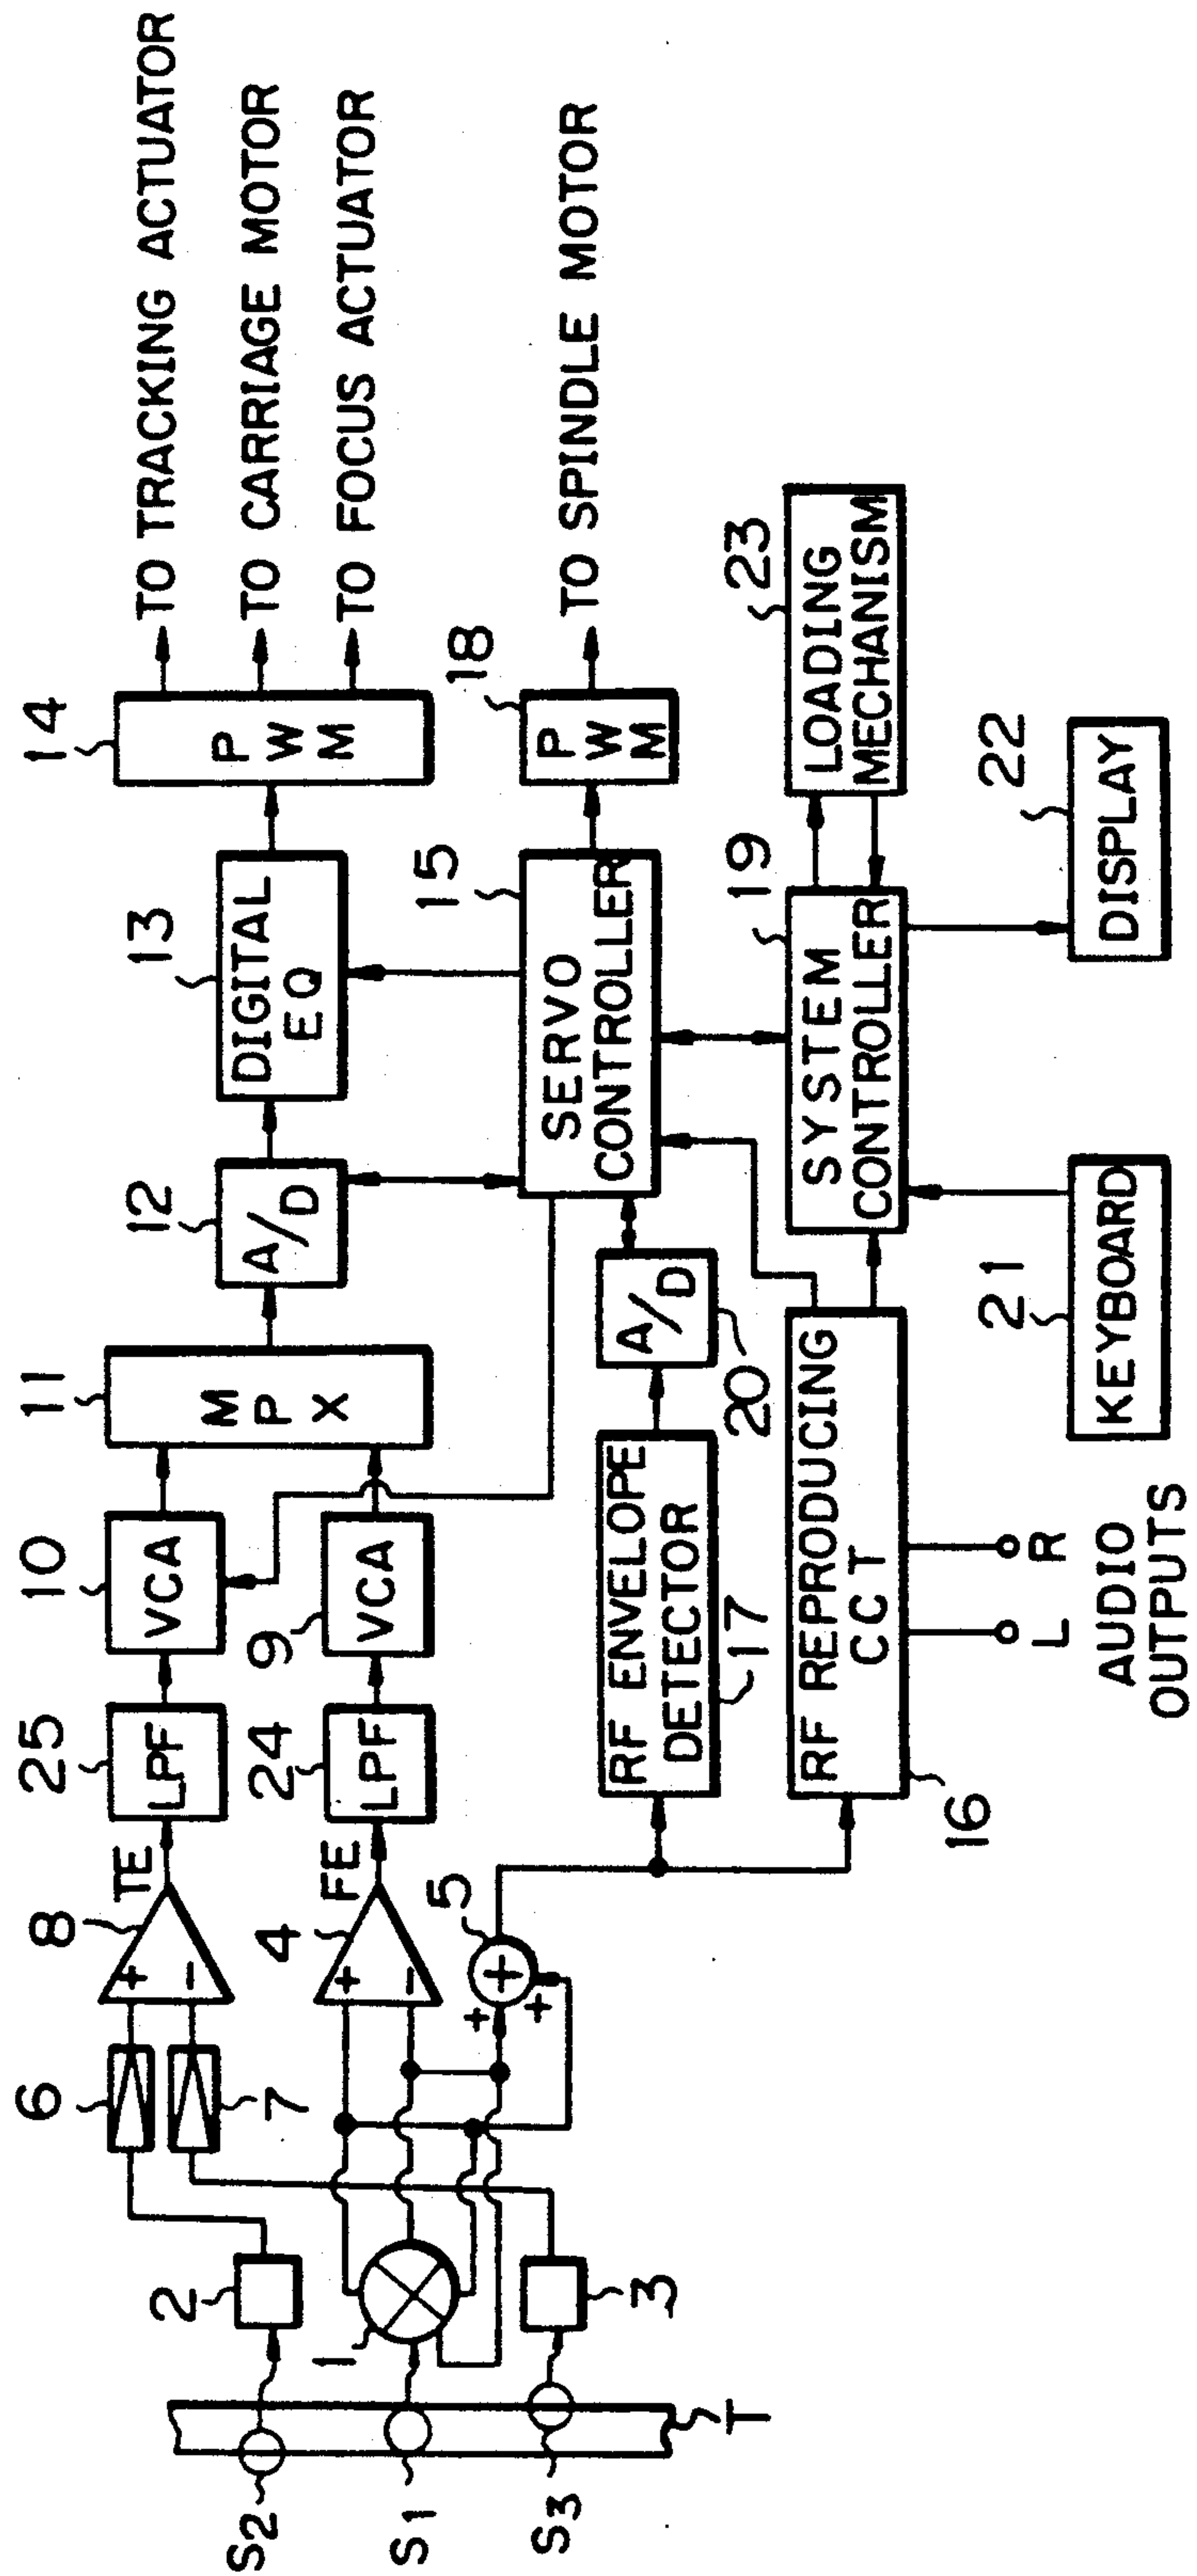 TO TRACKING ACTUATOR
TO CARRIAGE MOTOR
TO FOCUS ACTUATOR
14
P
W
M
13
DIGITAL
EQ
12
A/D
11
M
P
X
10
VCA
25
LPF
TE
8
+
−
6
7
2
S2
9
VCA
24
LPF
FE
4
+
−
1
S1
5
+
+
+
3
S3
T
TO SPINDLE MOTOR
18
P
W
M
15
SERVO
CONTROLLER
20
A/D
RF ENVELOPE
DETECTOR
17
23
LOADING
MECHANISM
19
SYSTEM
CONTROLLER
RF REPRODUCING
CCT
16
22
DISPLAY
21
KEYBOARD
L
R
AUDIO
OUTPUTS